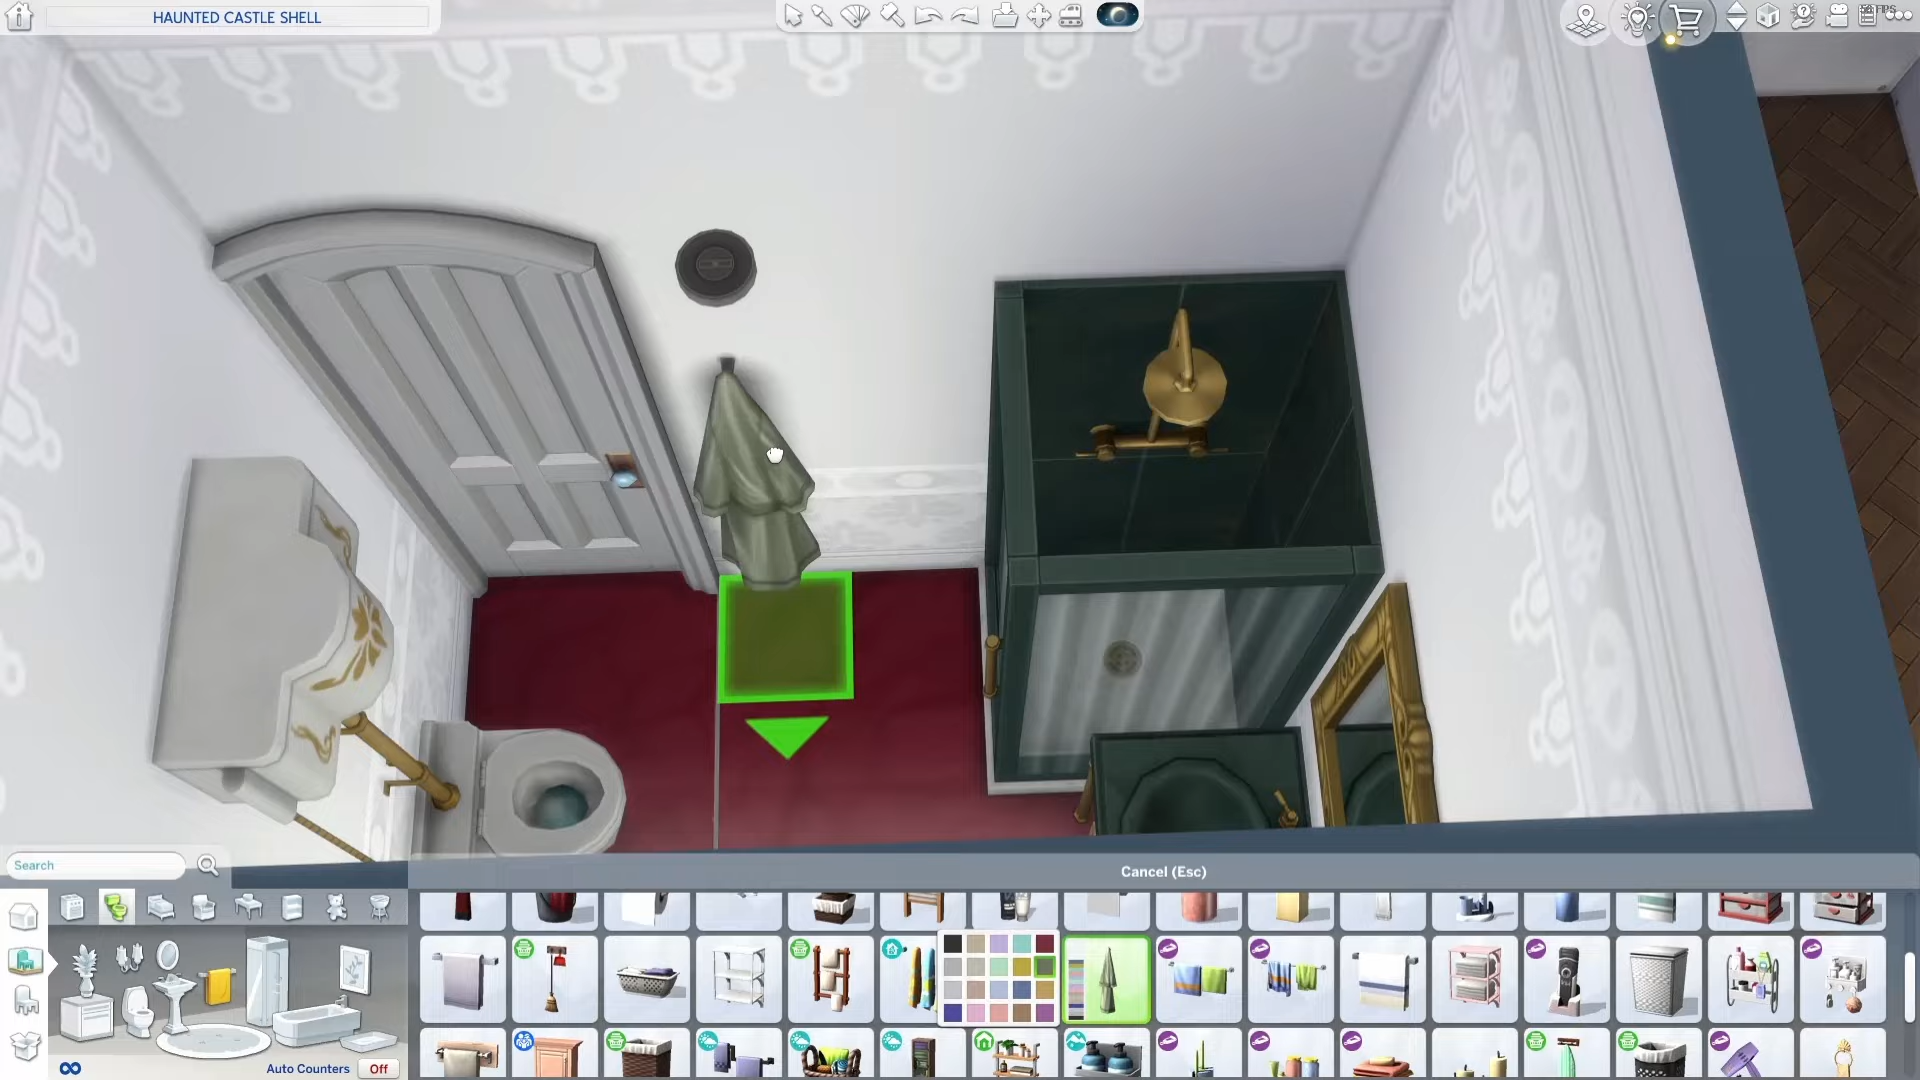 HAUNTED CASTLE SHELL
Search
Cancel (Esc)
Auto Counters
Off